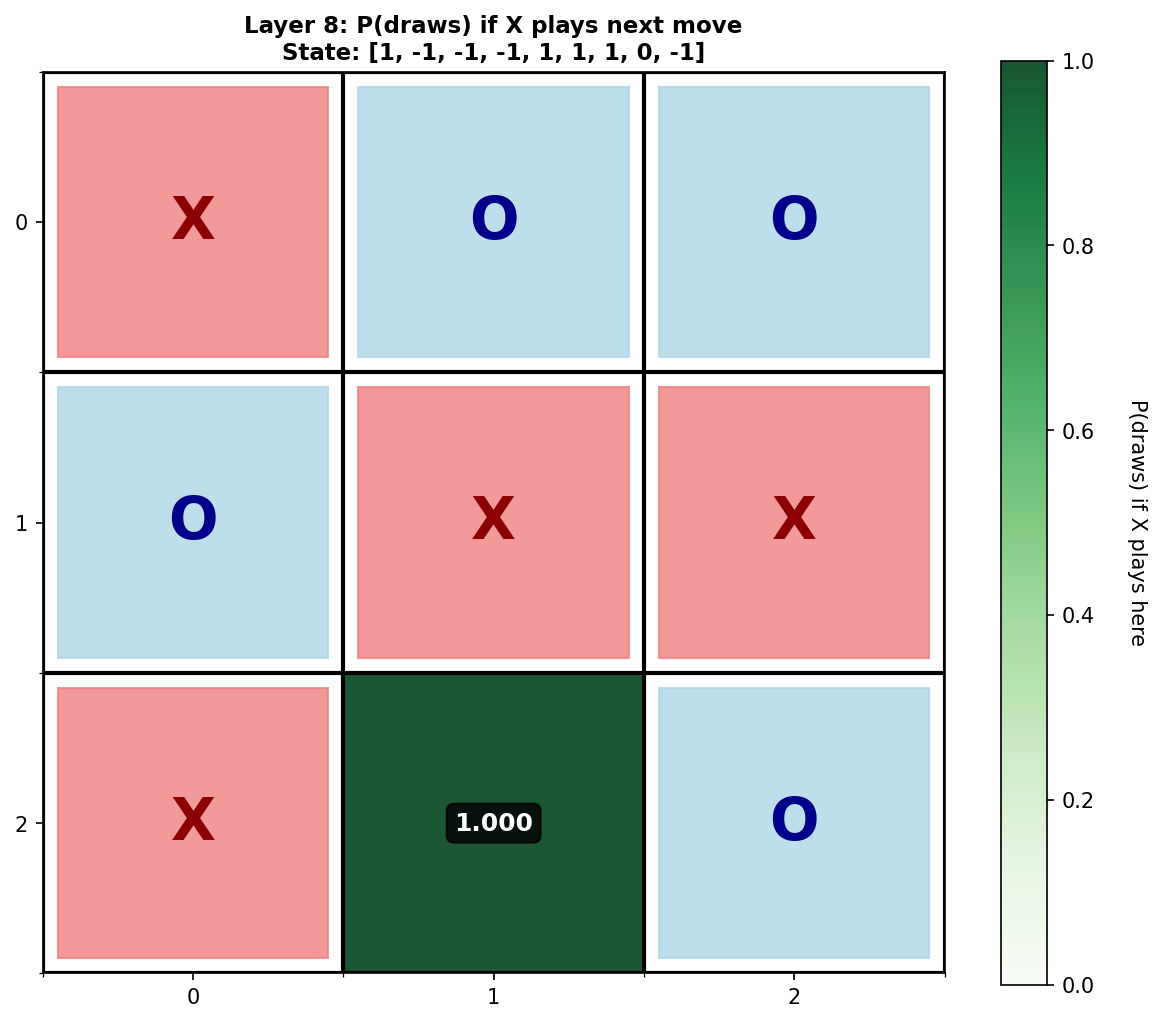 Layer 8: P(draws) if X plays next move
State: [1, -1, -1, -1, 1, 1, 1, 0, -1]
X O O
O X X
X 1.000 O
0
1
2
0 1 2
1.0
0.8
0.6
0.4
0.2
0.0
P(draws) if X plays here